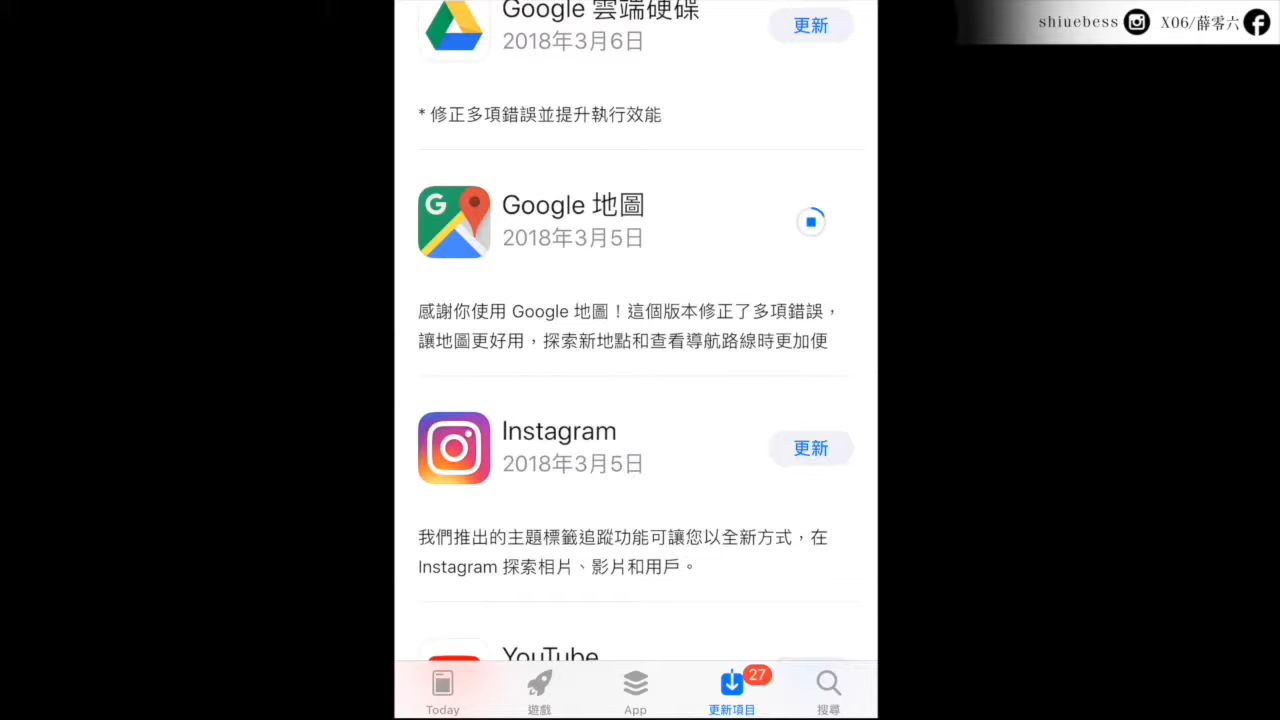 shiuebess X06/薛零六
Google 雲端硬碟
更新
2018年3月6日
* 修正多項錯誤並提升執行效能
G
Google 地圖
2018年3月5日
感謝你使用 Google 地圖！這個版本修正了多項錯誤，
讓地圖更好用，探索新地點和查看導航路線時更加便
Instagram
更新
2018年3月5日
我們推出的主題標籤追蹤功能可讓您以全新方式，在
Instagram 探索相片、影片和用戶。
YouTube
27
Today 遊戲 App 更新項目 搜尋